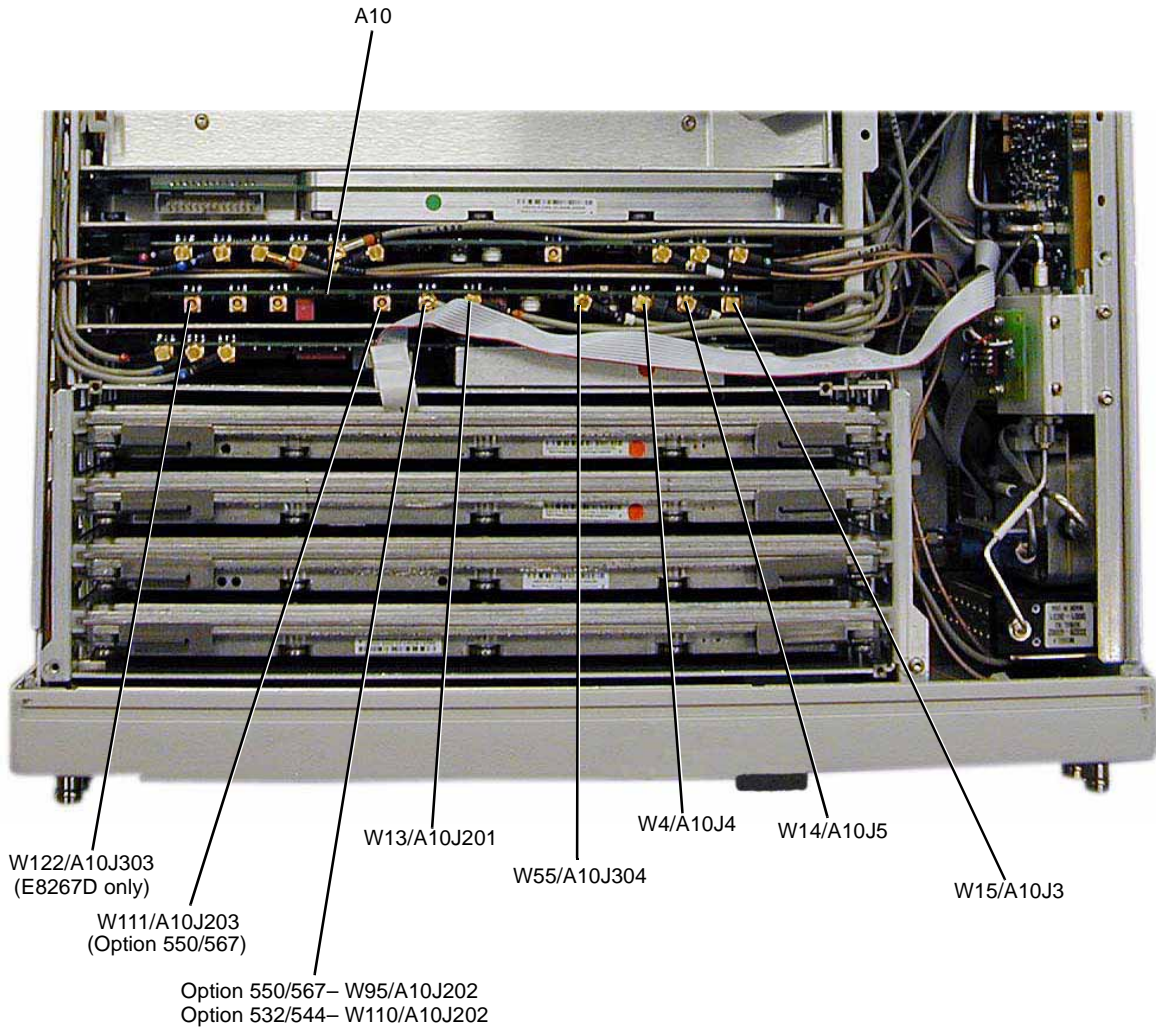 A10
W13/A10J201
W4/A10J4
W14/A10J5
W122/A10J303
(E8267D only)
W55/A10J304
W15/A10J3
W111/A10J203
(Option 550/567)
Option 550/567– W95/A10J202
Option 532/544– W110/A10J202